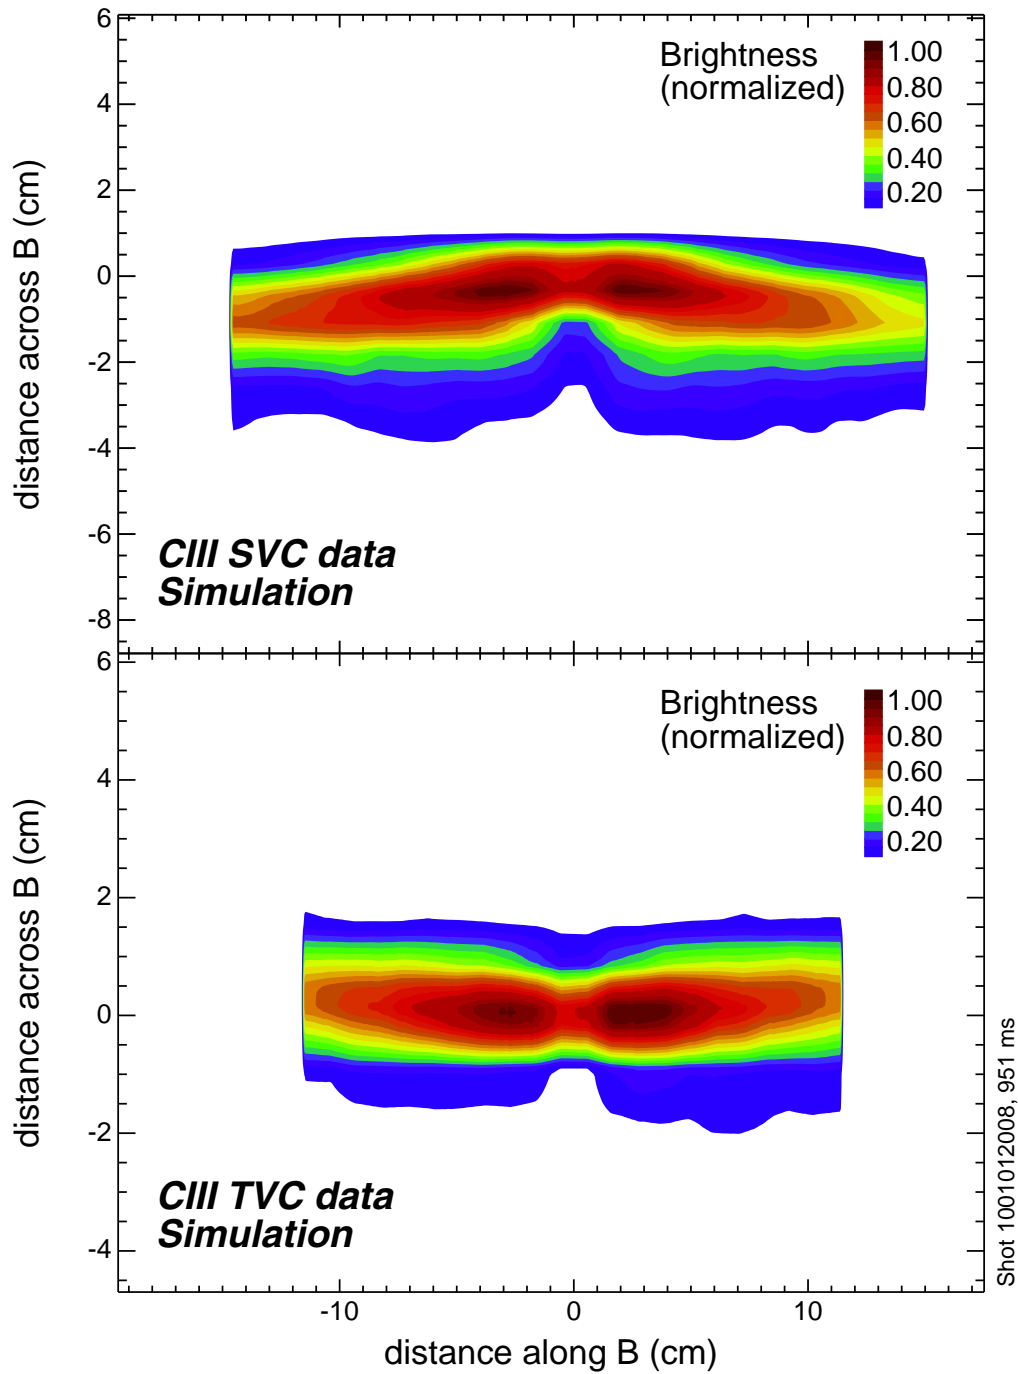 6
4
2
0
-2
-4
-6
-8
distance across B (cm)
Brightness
(normalized)
1.00
0.80
0.60
0.40
0.20
CIII SVC data
Simulation
6
4
2
0
-2
-4
distance across B (cm)
Brightness
(normalized)
1.00
0.80
0.60
0.40
0.20
CIII TVC data
Simulation
-10
0
10
distance along B (cm)
Shot 1001012008, 951 ms